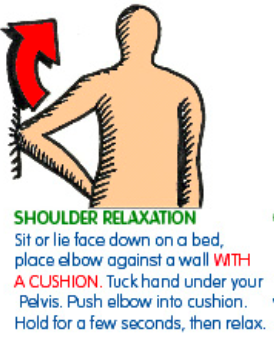 SHOULDER RELAXATION
Sit or lie face down on a bed,
place elbow against a wall WITH
A CUSHION. Tuck hand under your
Pelvis. Push elbow into cushion.
Hold for a few seconds, then relax.